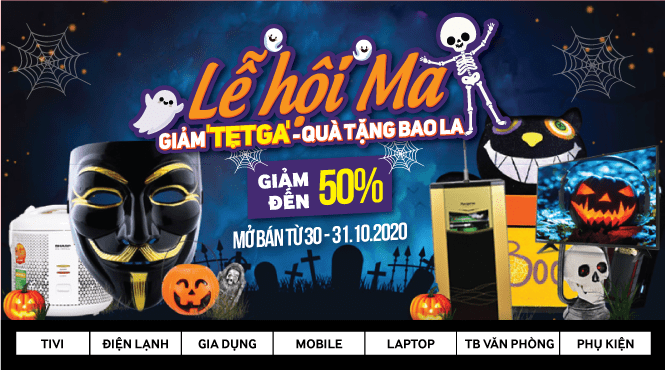 Lễ hội Ma
GIẢM 'TẸT GA' - QUÀ TẶNG BAO LA
GIẢM ĐẾN 50%
MỞ BÁN TỪ 30 - 31.10.2020
SHARP
BOO
TIVI
ĐIỆN LẠNH
GIA DỤNG
MOBILE
LAPTOP
TB VĂN PHÒNG
PHỤ KIỆN